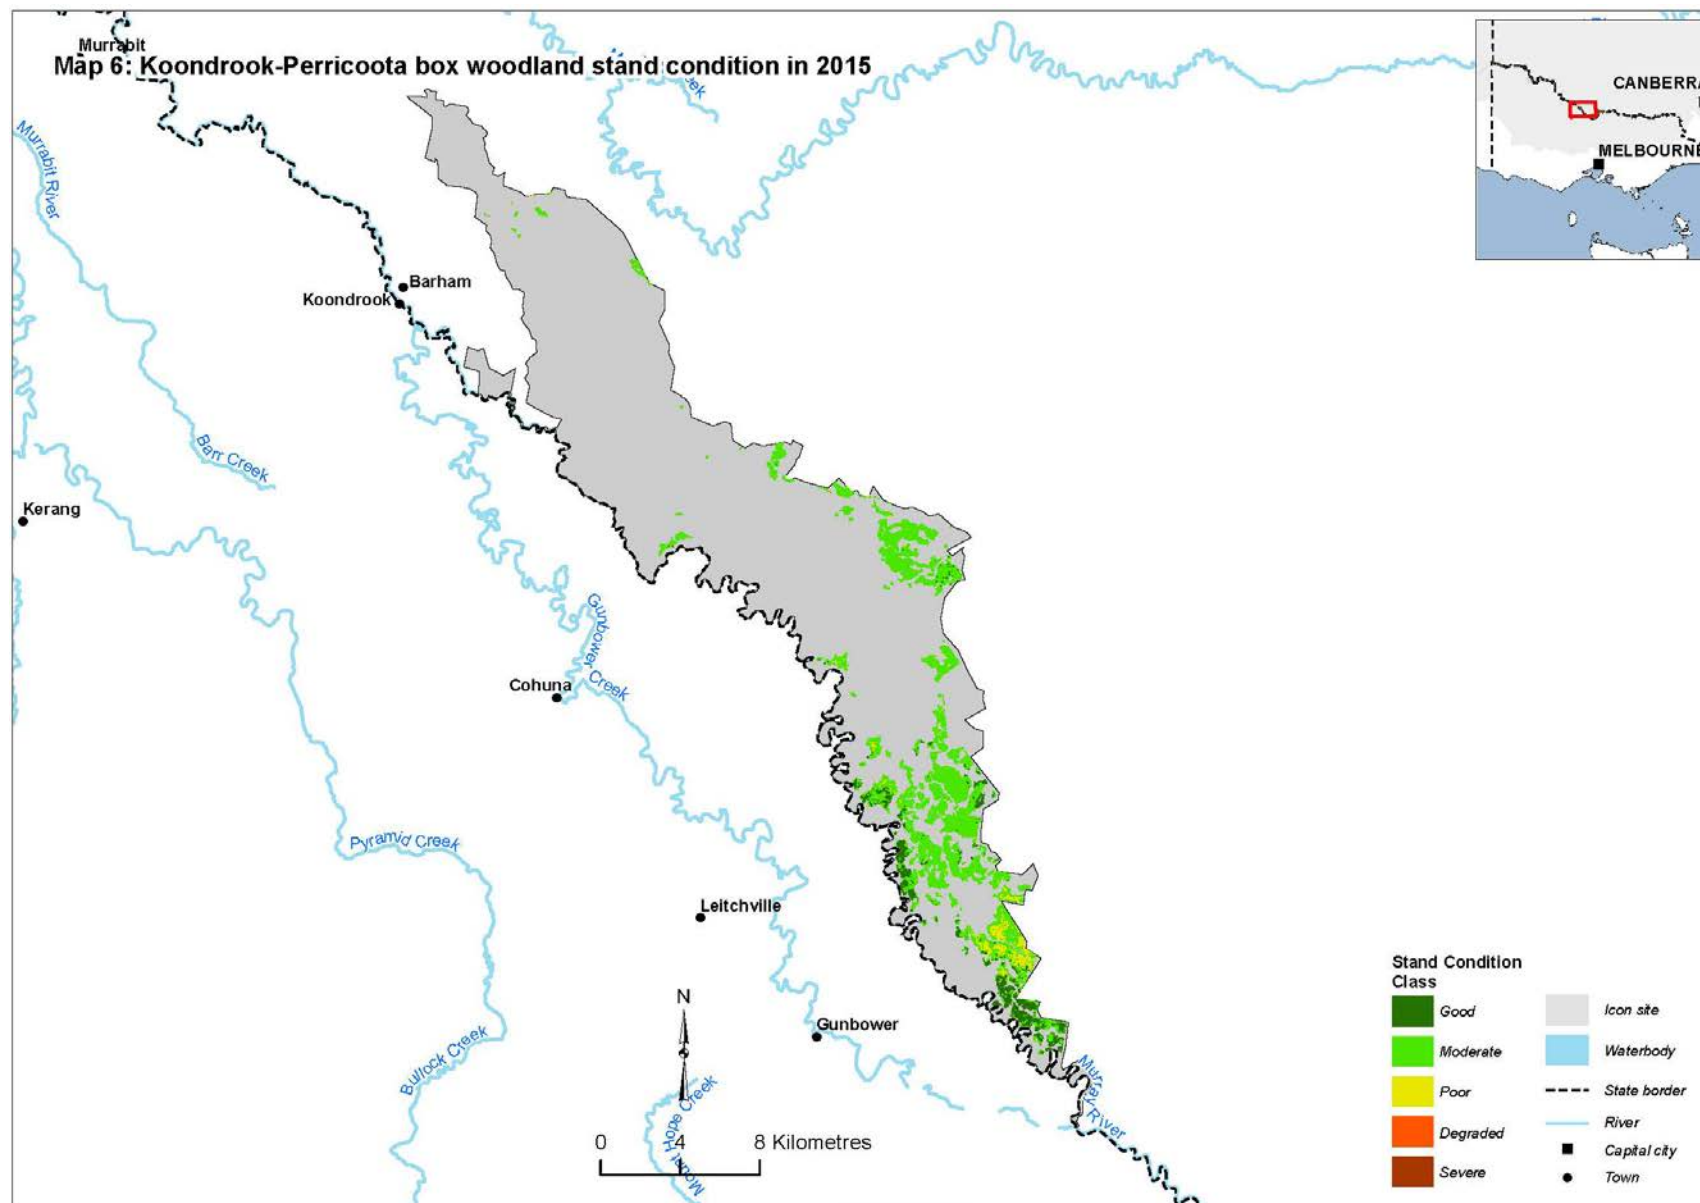 Murrabit
Map 6: Koondrook-Perricoota box woodland stand condition in 2015
Creek
CANBERRA
MELBOURNE
Murrabit River
Barham
Koondrook
Barr Creek
Kerang
Gunbower Creek
Cohuna
Pyramid Creek
Leitchville
Gunbower
Bullock Creek
Mount Hope Creek
Murray River
N
0 4 8 Kilometres
Stand Condition
Class
Good
Moderate
Poor
Degraded
Severe
Icon site
Waterbody
State border
River
Capital city
Town